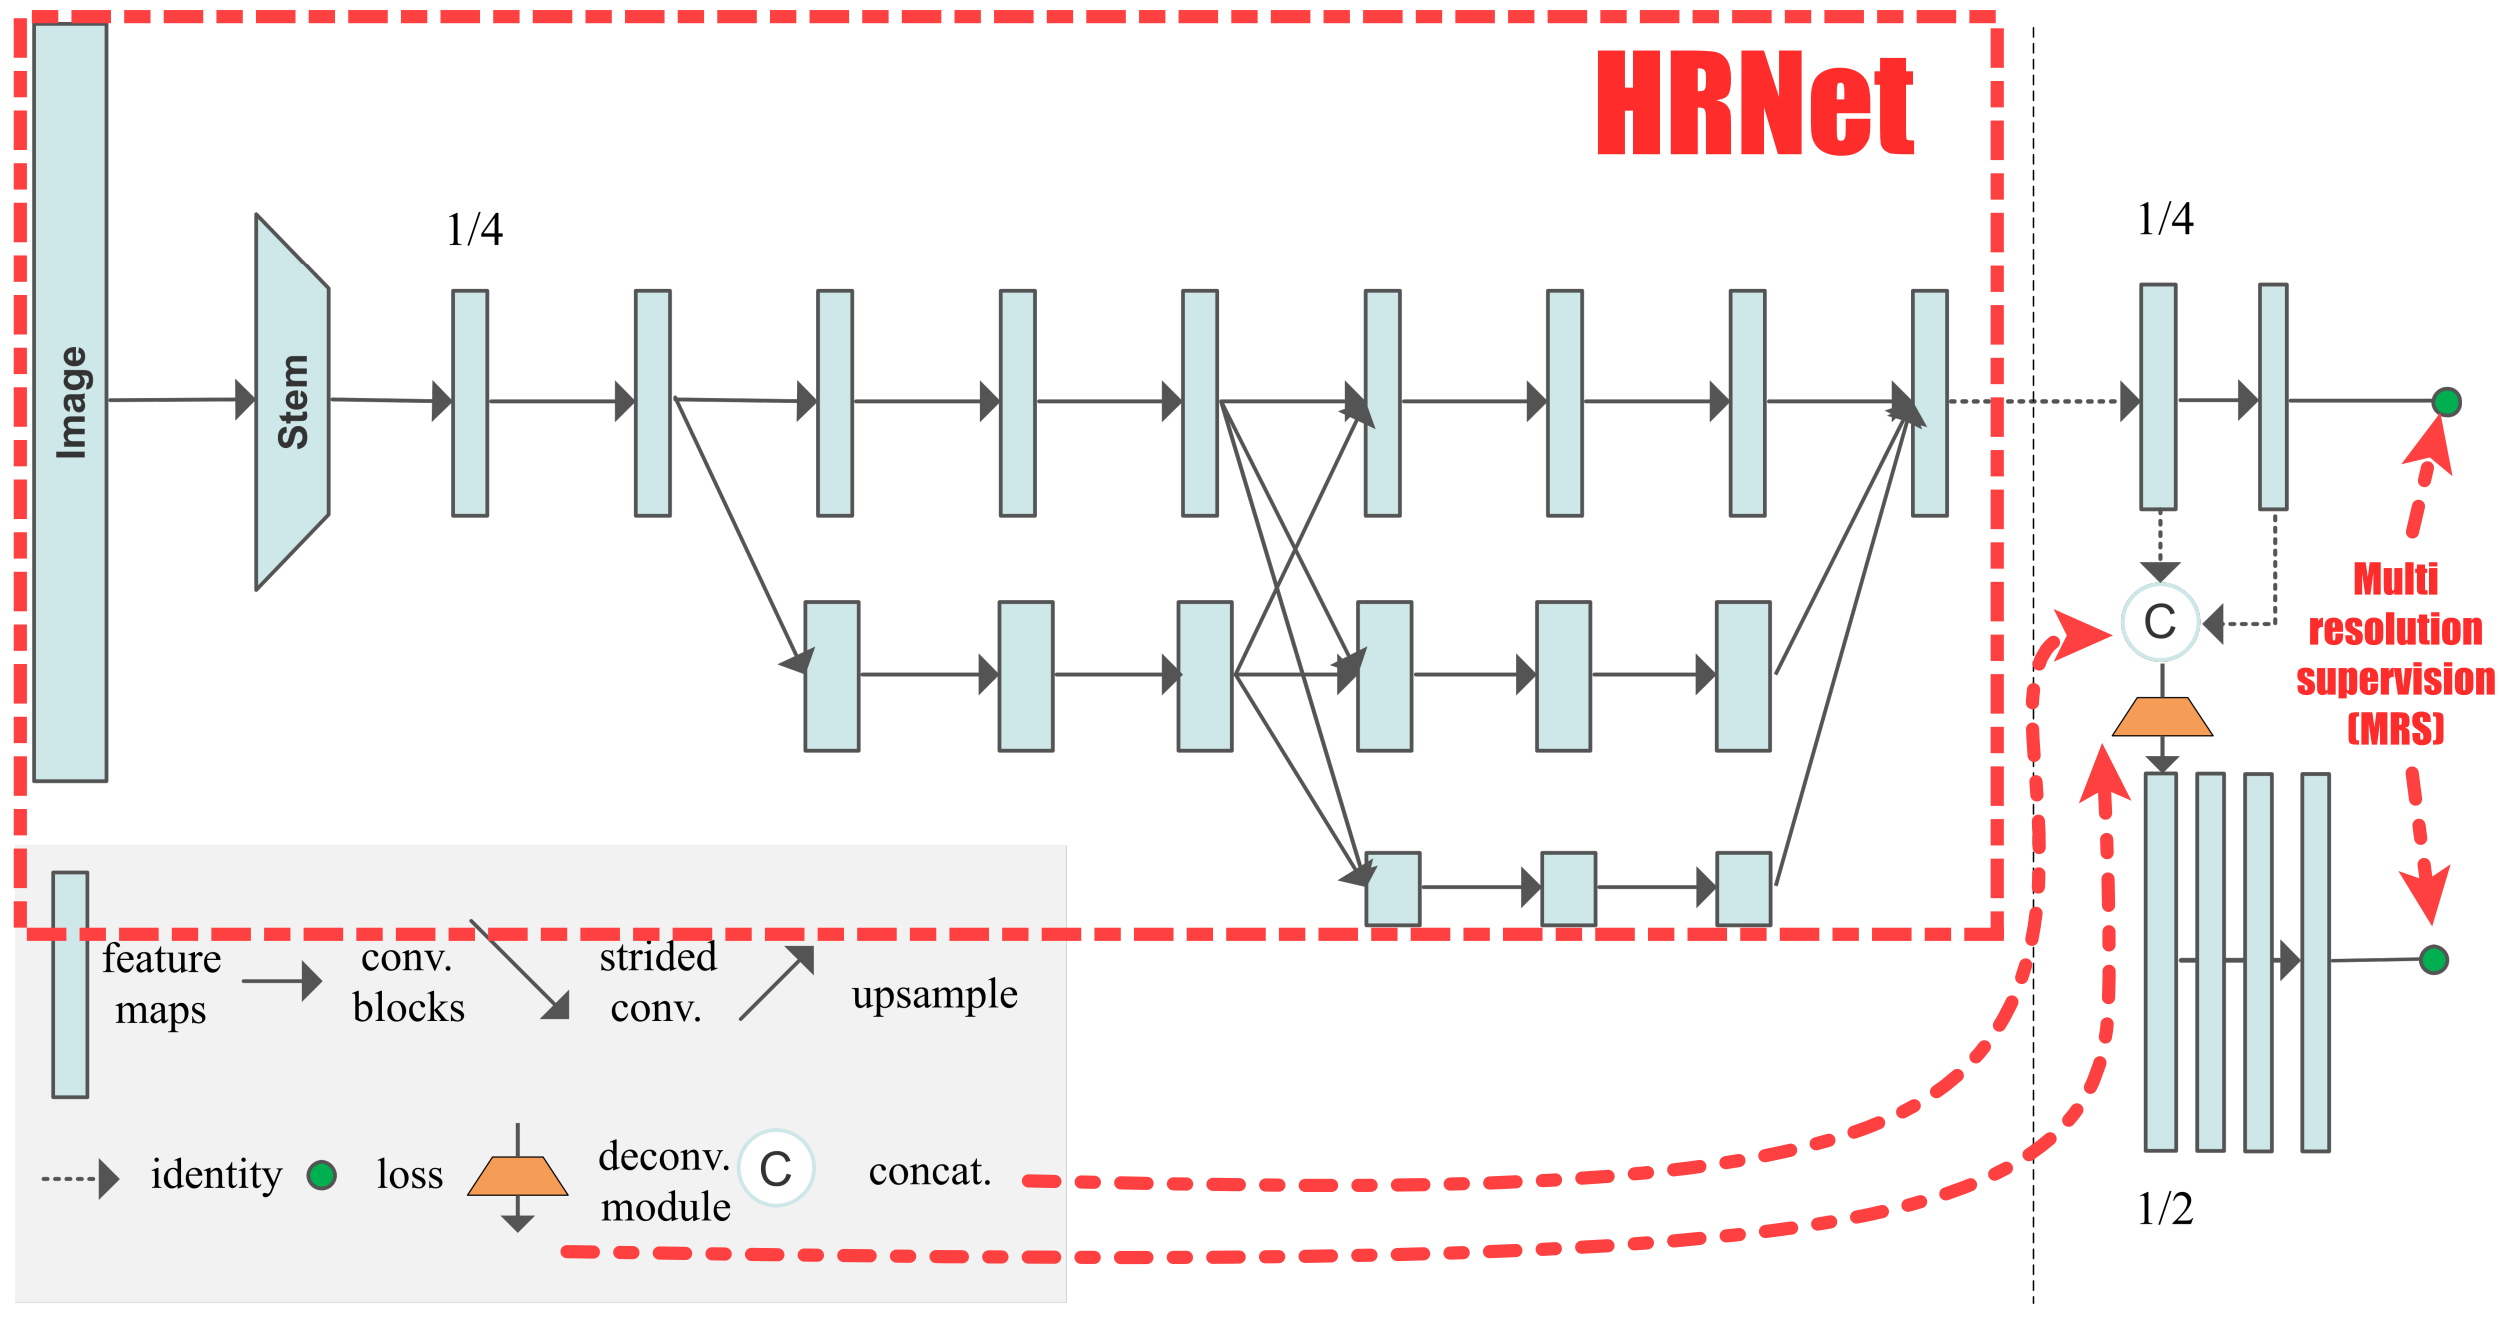 HRNet
1/4
1/4
Image
Stem
C
Multi
resolution
supervision
(MRS)
feature
maps
conv.
blocks
strided
conv.
upsample
identity
loss
deconv.
module
C
concat.
1/2